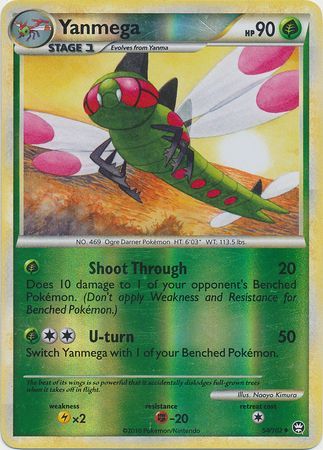 Yanmega
HP 90
STAGE 1
Evolves from Yanma
NO. 469 Ogre Darner Pokémon HT: 6'03" WT: 113.5 lbs.
Shoot Through 20
Does 10 damage to 1 of your opponent's Benched
Pokémon. (Don't apply Weakness and Resistance for
Benched Pokémon.)
U-turn 50
Switch Yanmega with 1 of your Benched Pokémon.
The beat of its wings is so powerful that it accidentally dislodges full-grown trees
when it takes off in flight.
Illus. Naoyo Kimura
weakness resistance retreat cost
×2 -20
©2010 Pokémon/Nintendo 54/102